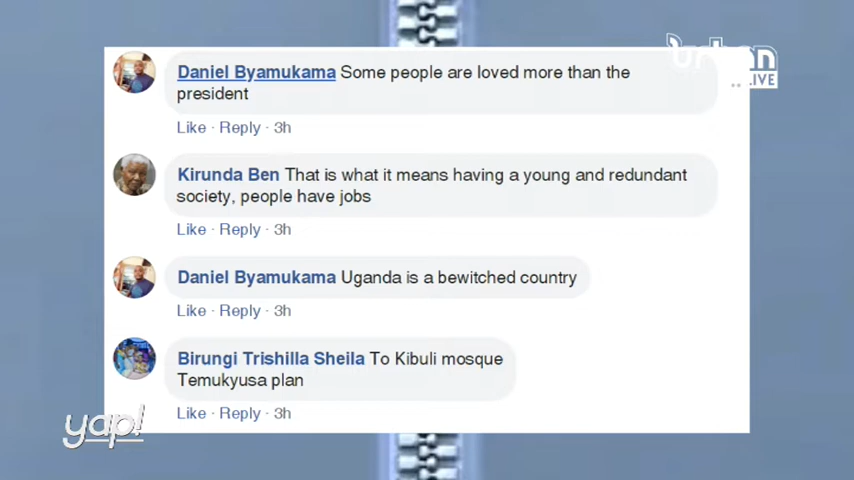 urban
LIVE
Daniel Byamukama Some people are loved more than the
president
Like · Reply · 3h
Kirunda Ben That is what it means having a young and redundant
society, people have jobs
Like · Reply · 3h
Daniel Byamukama Uganda is a bewitched country
Like · Reply · 3h
Birungi Trishilla Sheila To Kibuli mosque
Temukyusa plan
Like · Reply · 3h
yap!